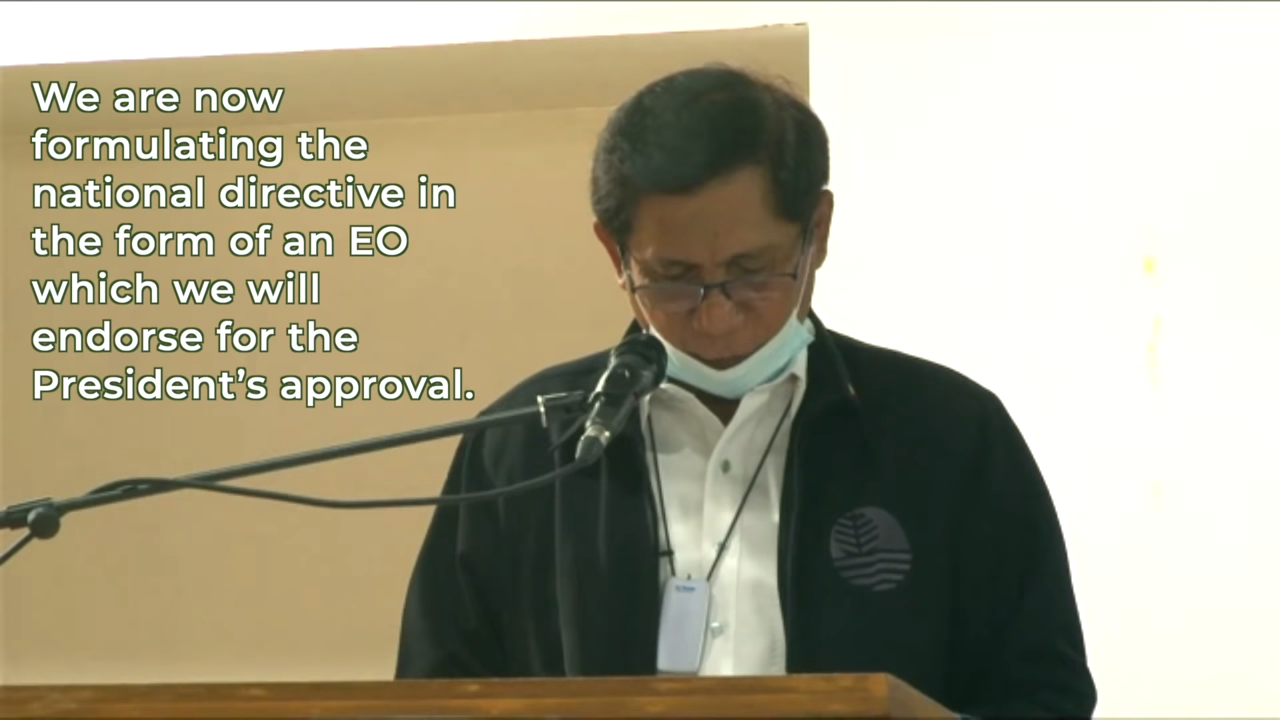 We are now
formulating the
national directive in
the form of an EO
which we will
endorse for the
President’s approval.